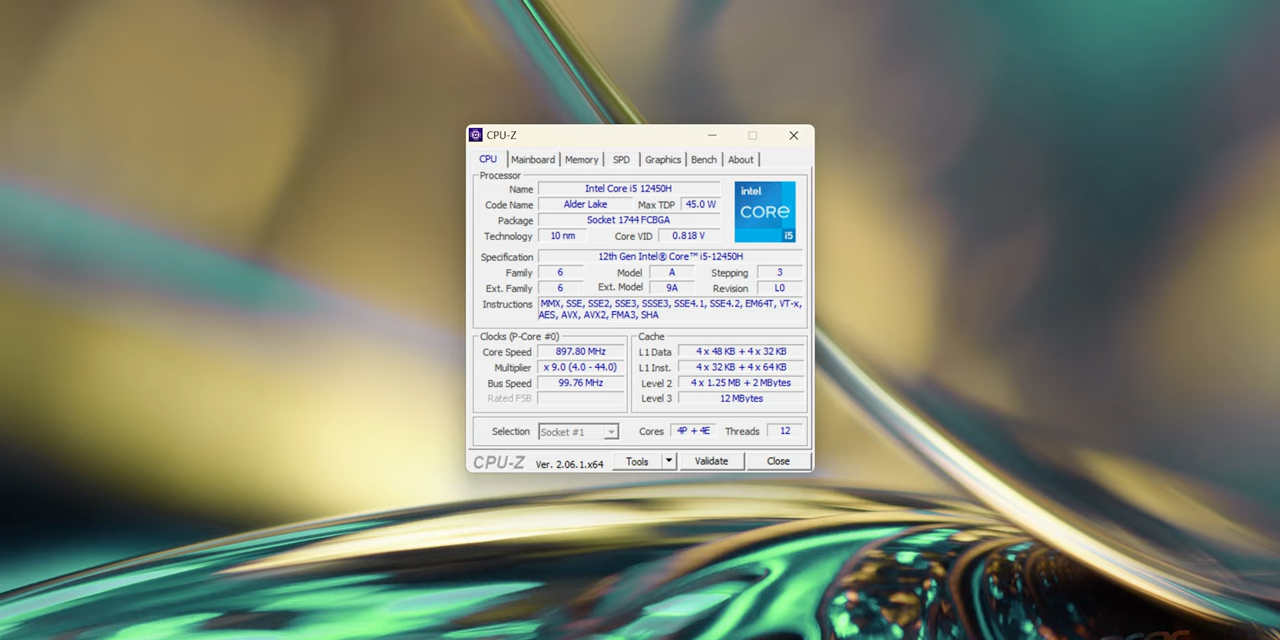 CPU-Z
CPU Mainboard Memory SPD Graphics Bench About
Processor
Name Intel Core i5 12450H
Code Name Alder Lake Max TDP 45.0 W
Package Socket 1744 FCBGA
Technology 10 nm Core VID 0.818 V
intel
CORE
i5
Specification 12th Gen Intel® Core™ i5-12450H
Family 6 Model A Stepping 3
Ext. Family 6 Ext. Model 9A Revision L0
Instructions MMX, SSE, SSE2, SSE3, SSSE3, SSE4.1, SSE4.2, EM64T, VT-x,
AES, AVX, AVX2, FMA3, SHA
Clocks (P-Core #0)
Core Speed 897.80 MHz
Multiplier x 9.0 (4.0 - 44.0)
Bus Speed 99.76 MHz
Rated FSB
Cache
L1 Data 4 x 48 KB + 4 x 32 KB
L1 Inst. 4 x 32 KB + 4 x 64 KB
Level 2 4 x 1.25 MB + 2 MBytes
Level 3 12 MBytes
Selection Socket #1 Cores 4P + 4E Threads 12
CPU-Z Ver. 2.06.1.x64 Tools Validate Close